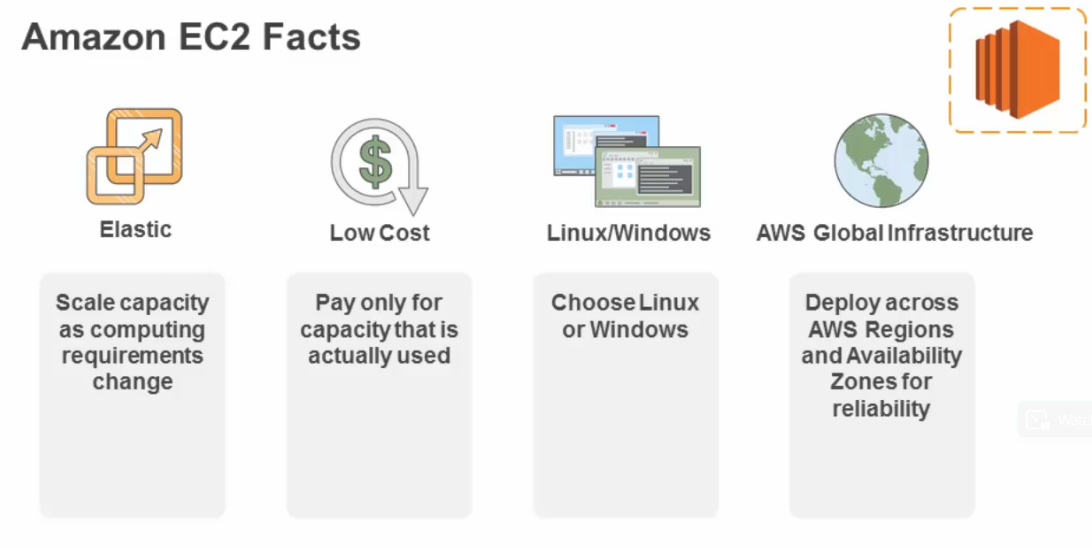 Amazon EC2 Facts
Elastic
Low Cost
Linux/Windows
AWS Global Infrastructure
Scale capacity
as computing
requirements
change
Pay only for
capacity that is
actually used
Choose Linux
or Windows
Deploy across
AWS Regions
and Availability
Zones for
reliability
$